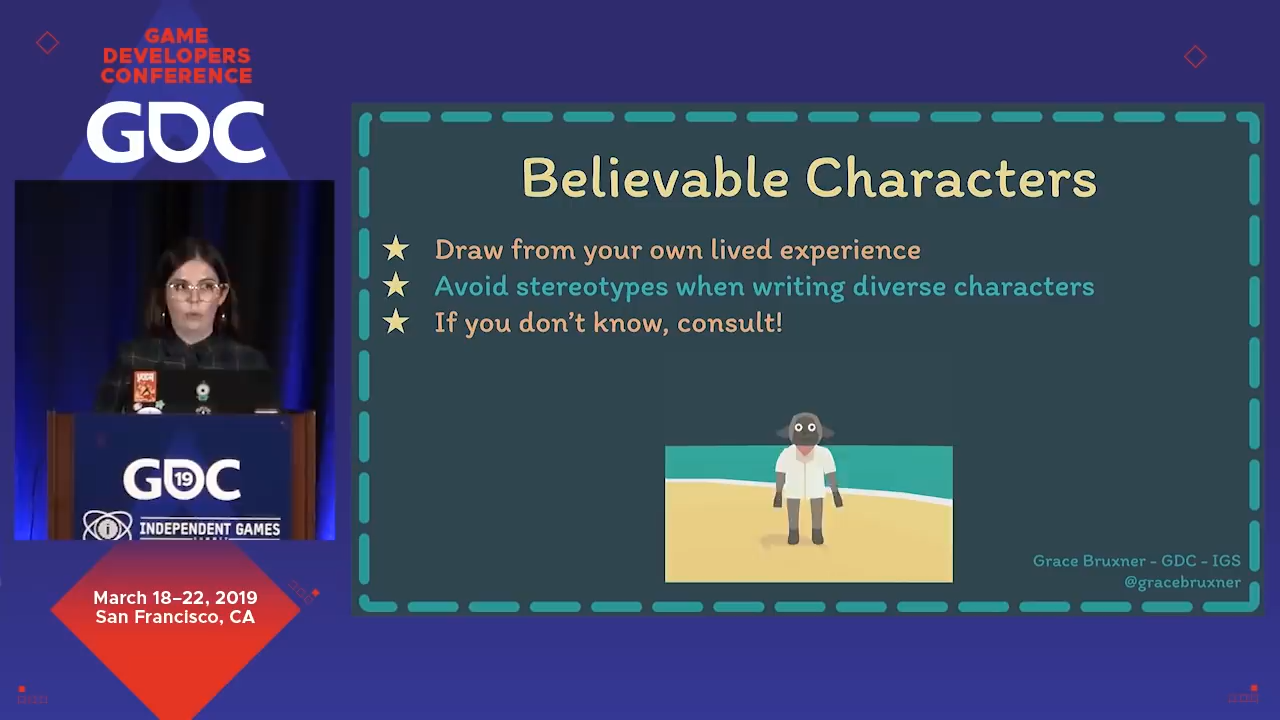 GAME
DEVELOPERS
CONFERENCE
GDC
Believable Characters
Draw from your own lived experience
Avoid stereotypes when writing diverse characters
If you don't know, consult!
Grace Bruxner - GDC - IGS
@gracebruxner
GDC
19
INDEPENDENT GAMES
March 18–22, 2019
San Francisco, CA